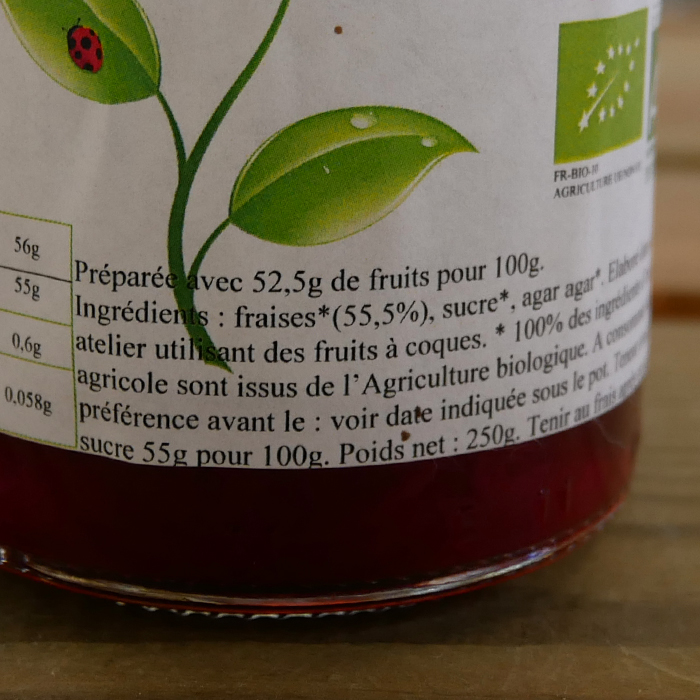 FR-BIO-10
AGRICULTURE
56g
55g
0,6g
0.058g
Préparée avec 52,5g de fruits pour 100g.
Ingrédients : fraises*(55,5%), sucre*, agar agar*.
atelier utilisant des fruits à coques. * 100% des ingrédients
agricole sont issus de l'Agriculture biologique. A
préférence avant le : voir date indiquée sous le pot.
sucre 55g pour 100g. Poids net : 250g. Tenir au frais